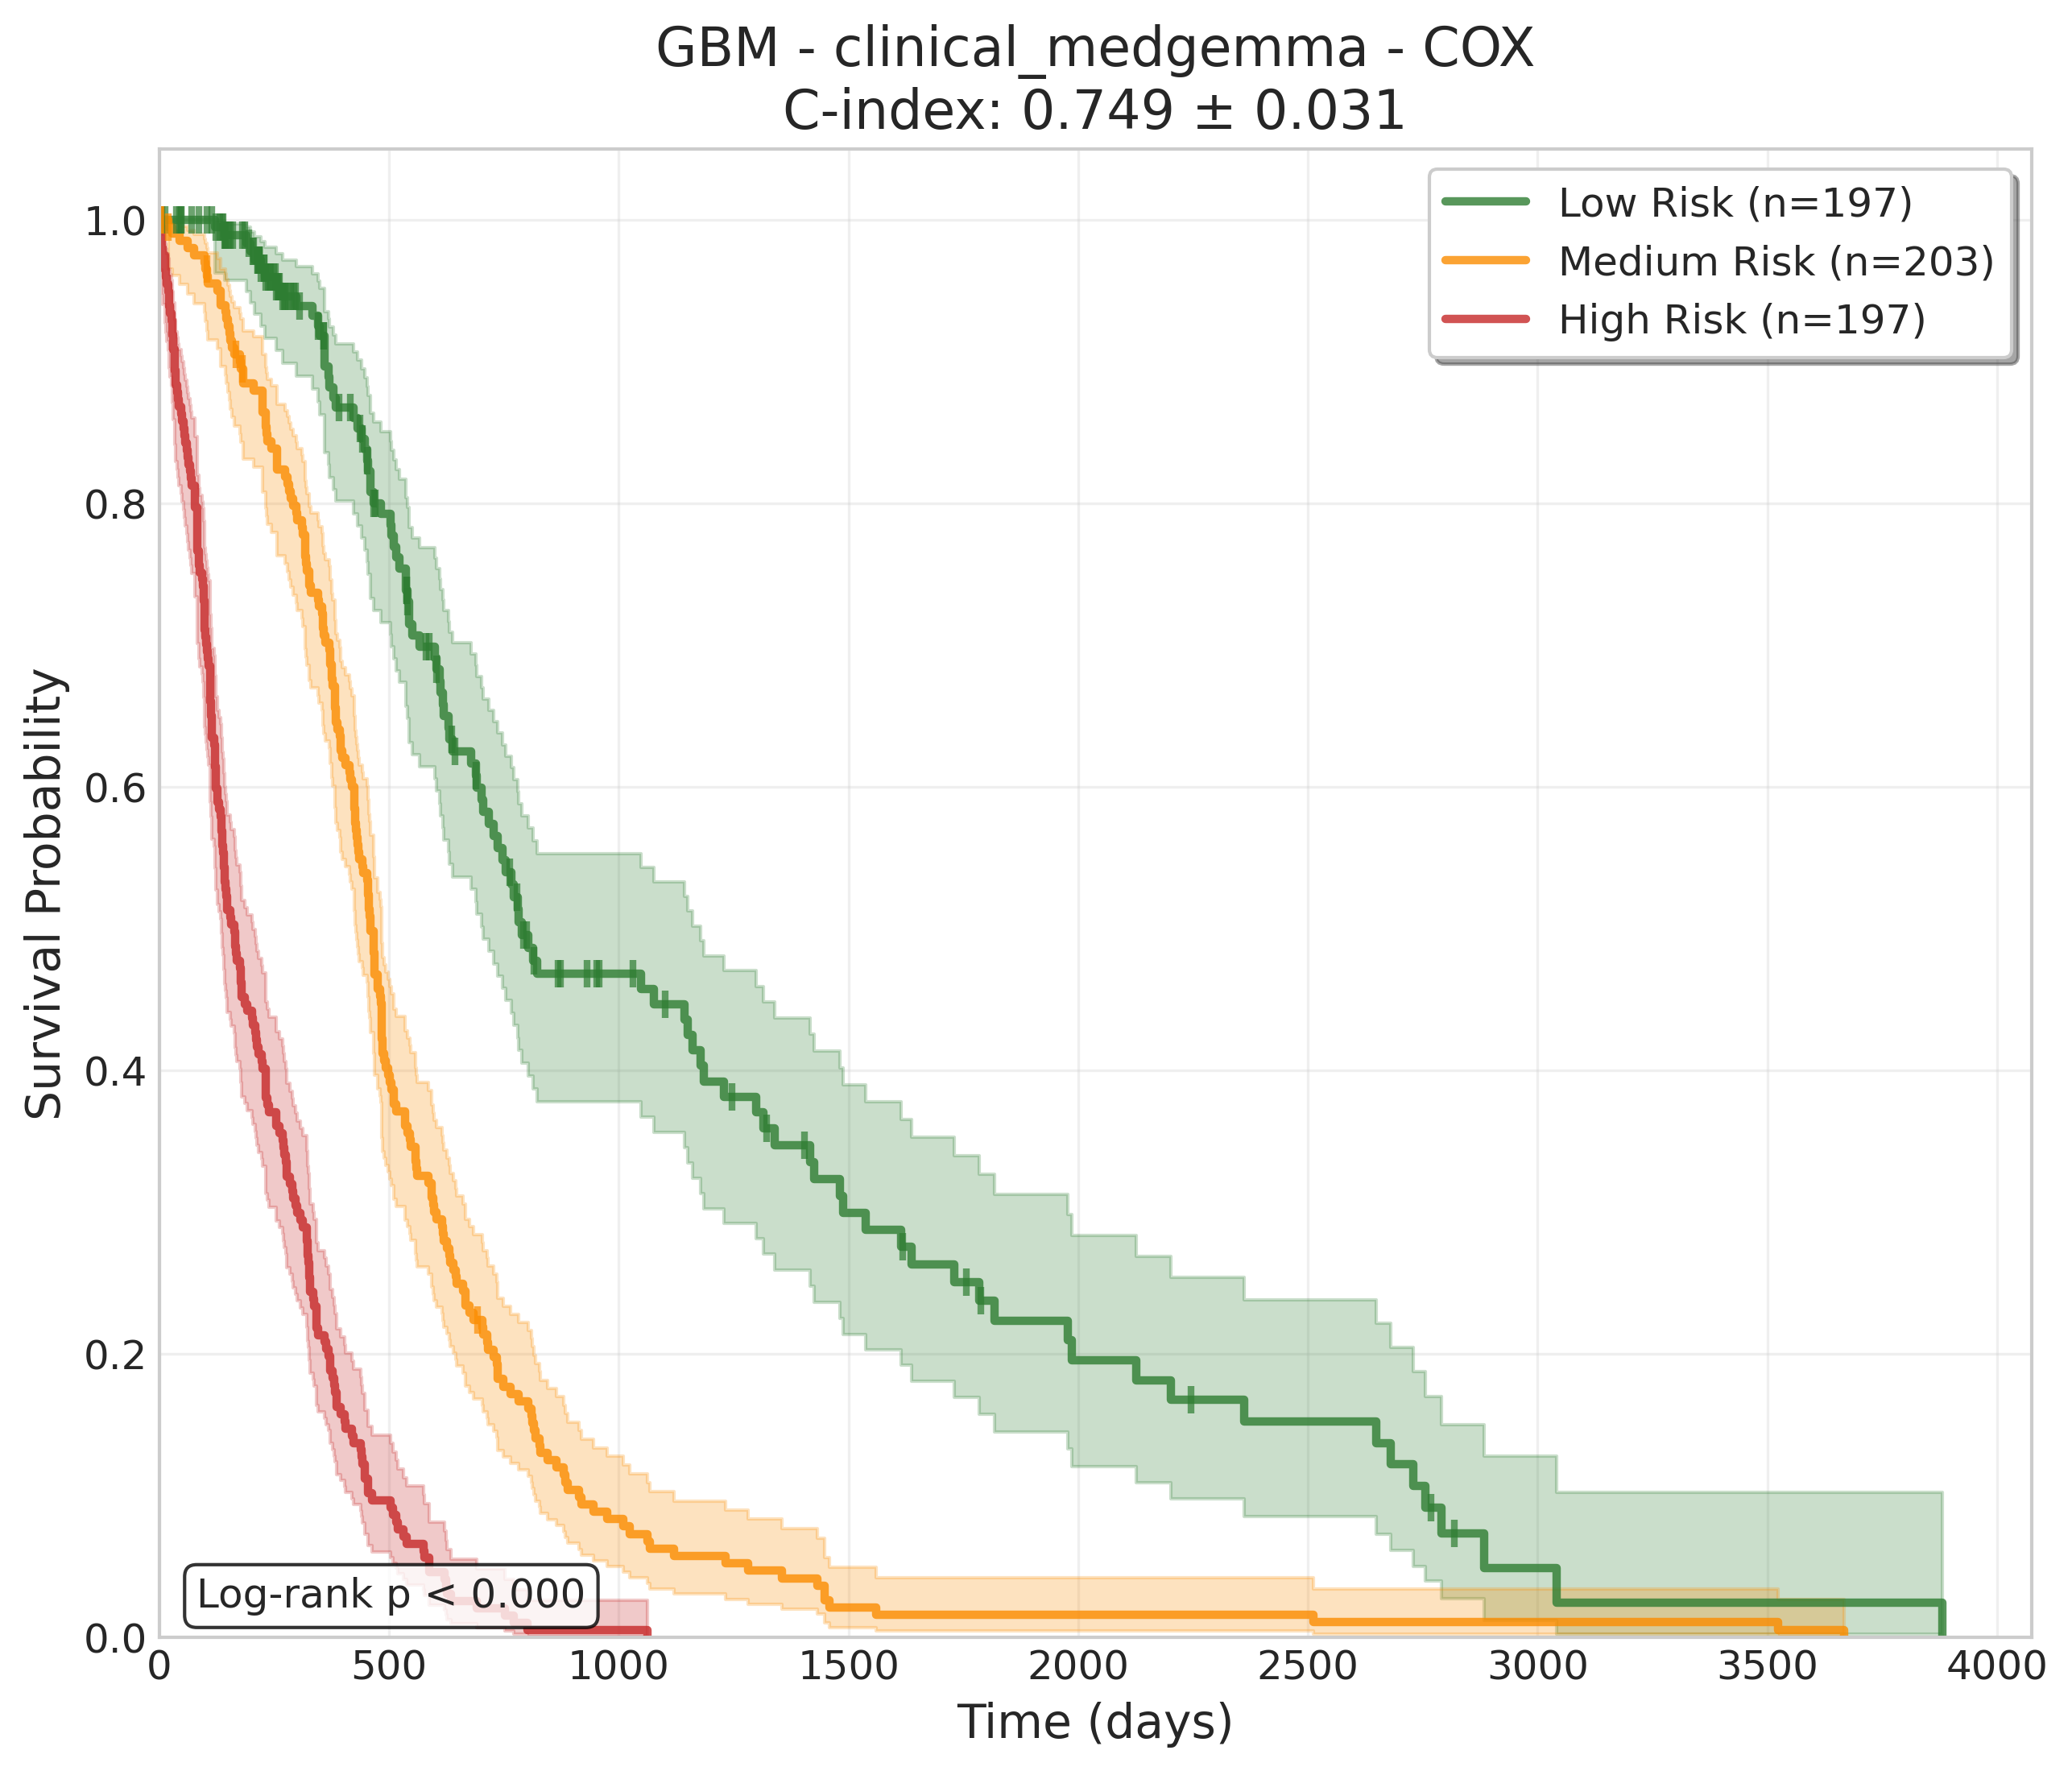 GBM - clinical_medgemma - COX
C-index: 0.749 ± 0.031
Low Risk (n=197)
Medium Risk (n=203)
High Risk (n=197)
Survival Probability
1.0
0.8
0.6
0.4
0.2
0.0
Log-rank p < 0.000
0 500 1000 1500 2000 2500 3000 3500 4000
Time (days)